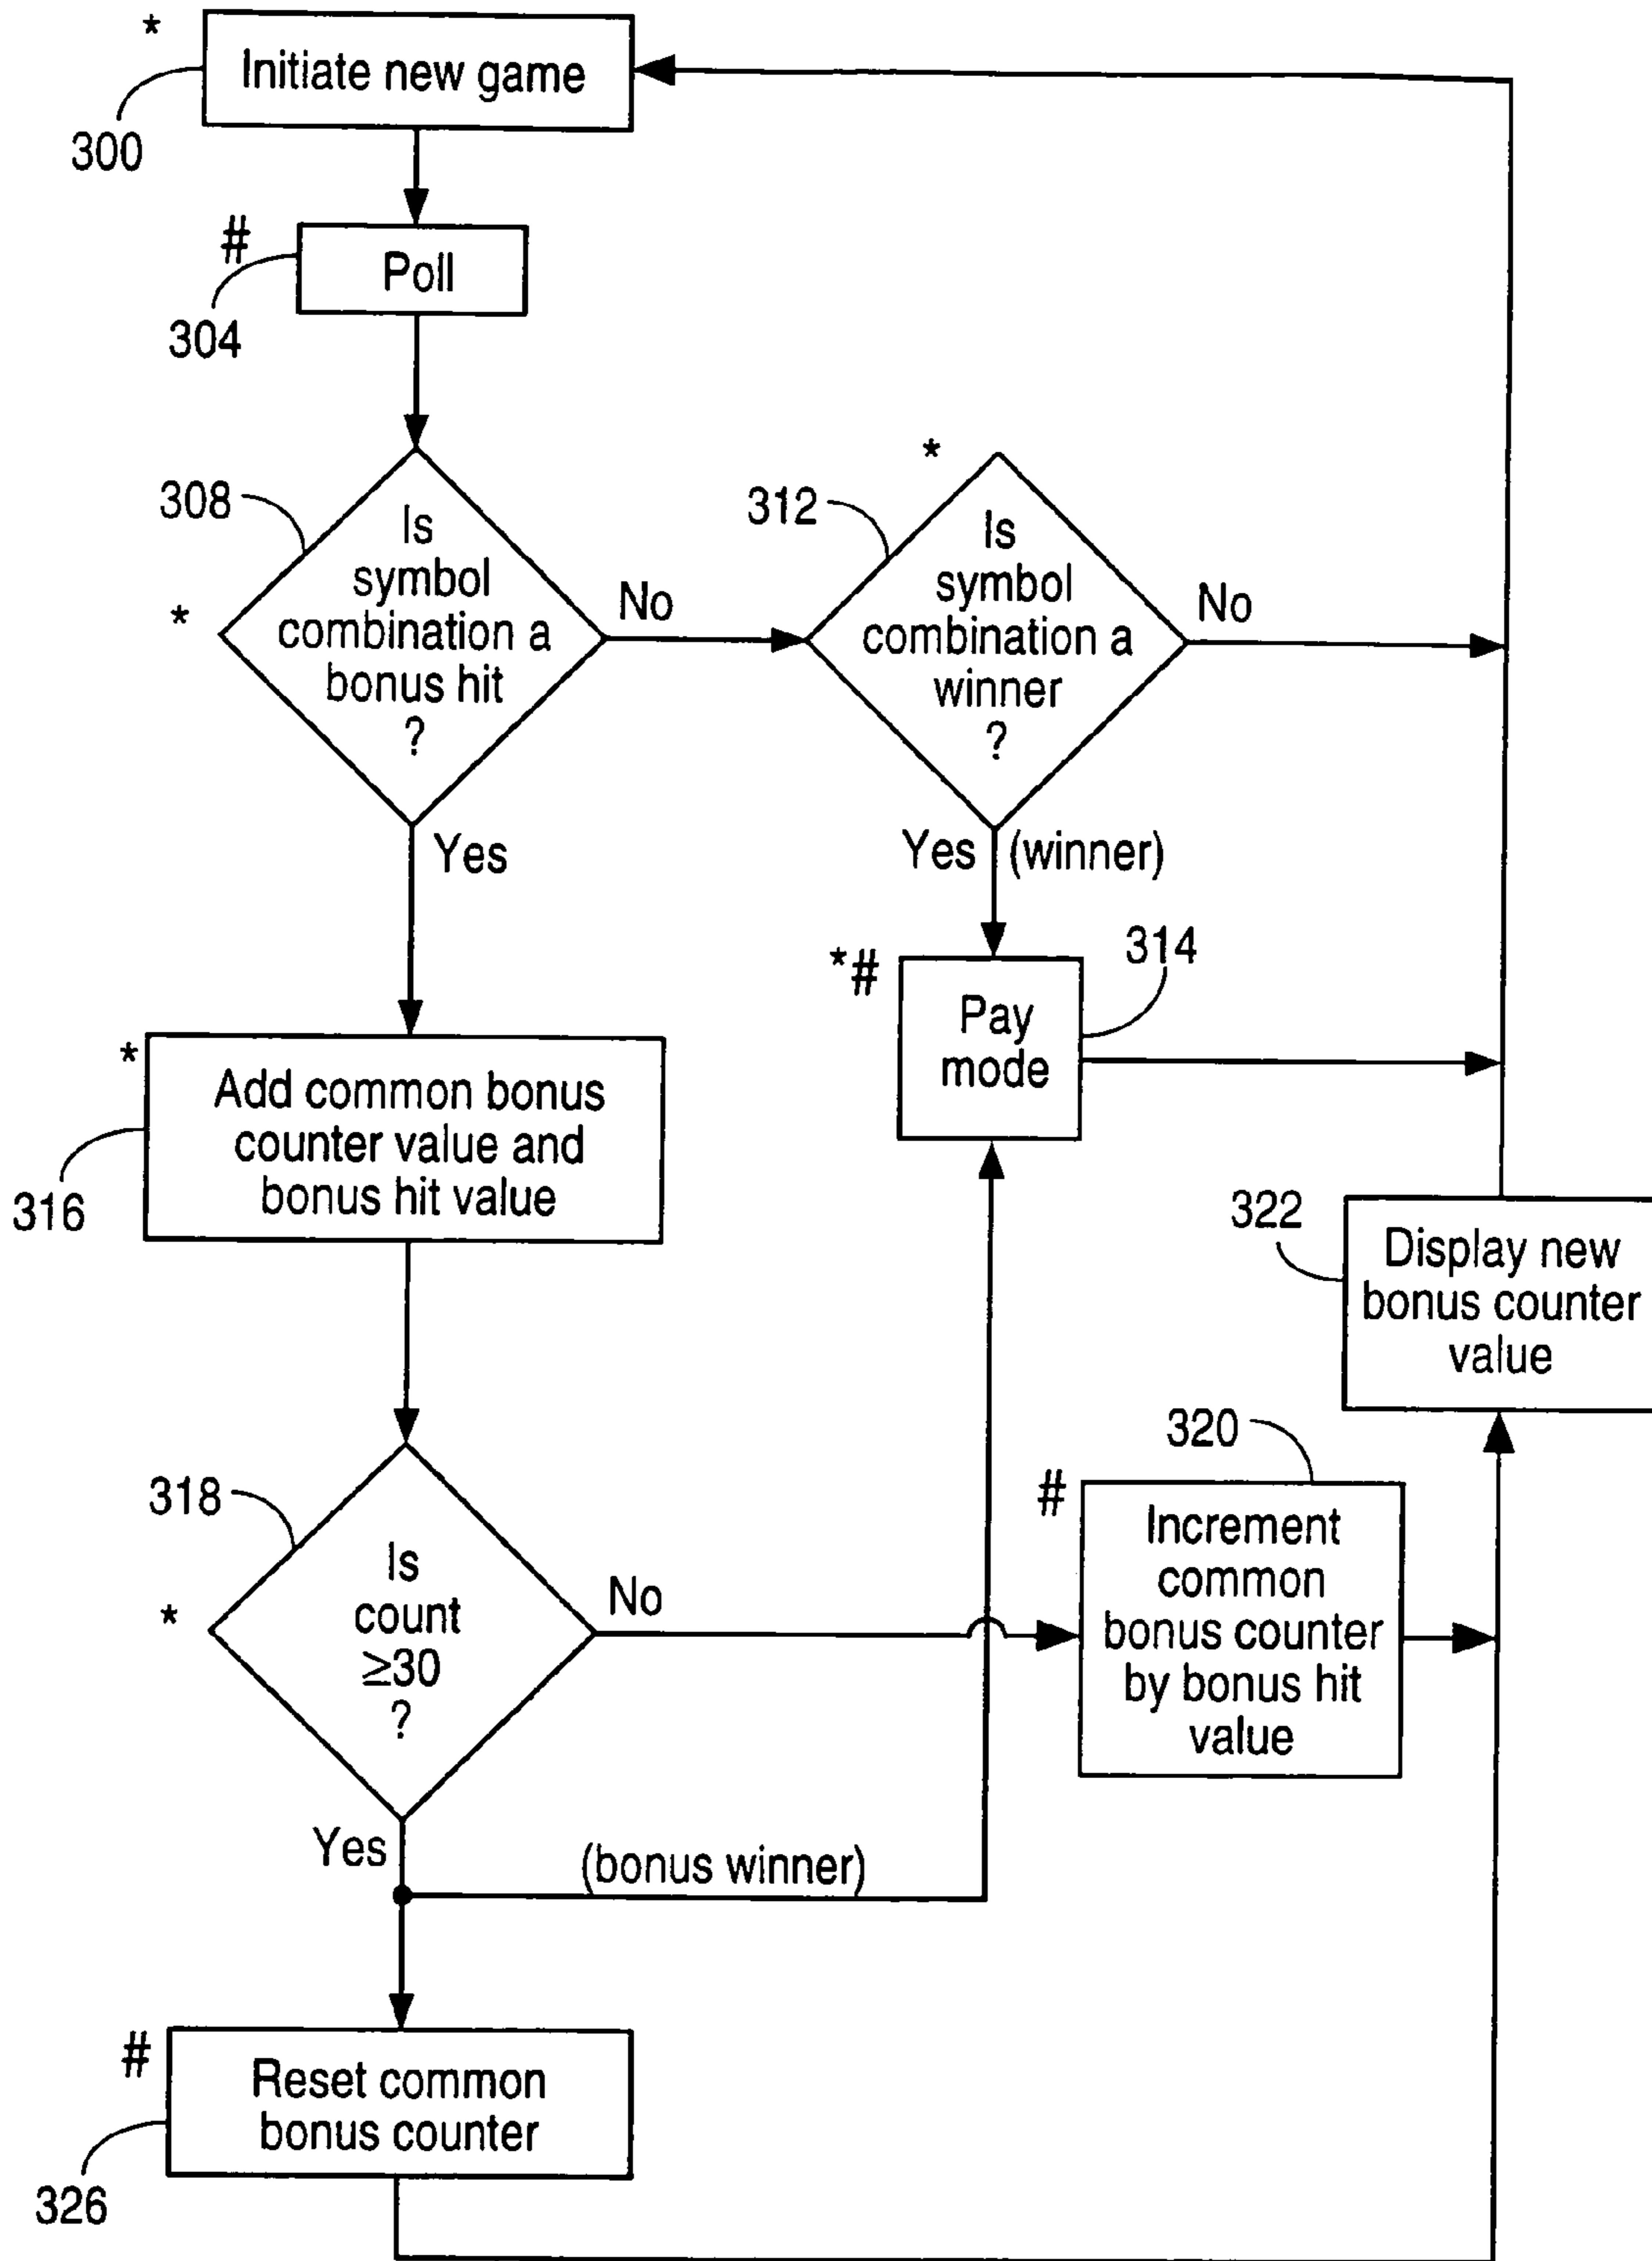 *
Initiate new game
300
#
Poll
304
308
Is
symbol
combination a
bonus hit
?
*
No
Yes
*
312
Is
symbol
combination a
winner
?
No
Yes (winner)
*#
314
Pay
mode
*
Add common bonus
counter value and
bonus hit value
316
322
Display new
bonus counter
value
318
Is
count
≥30
?
*
No
Yes
320
#
Increment
common
bonus counter
by bonus hit
value
(bonus winner)
#
Reset common
bonus counter
326